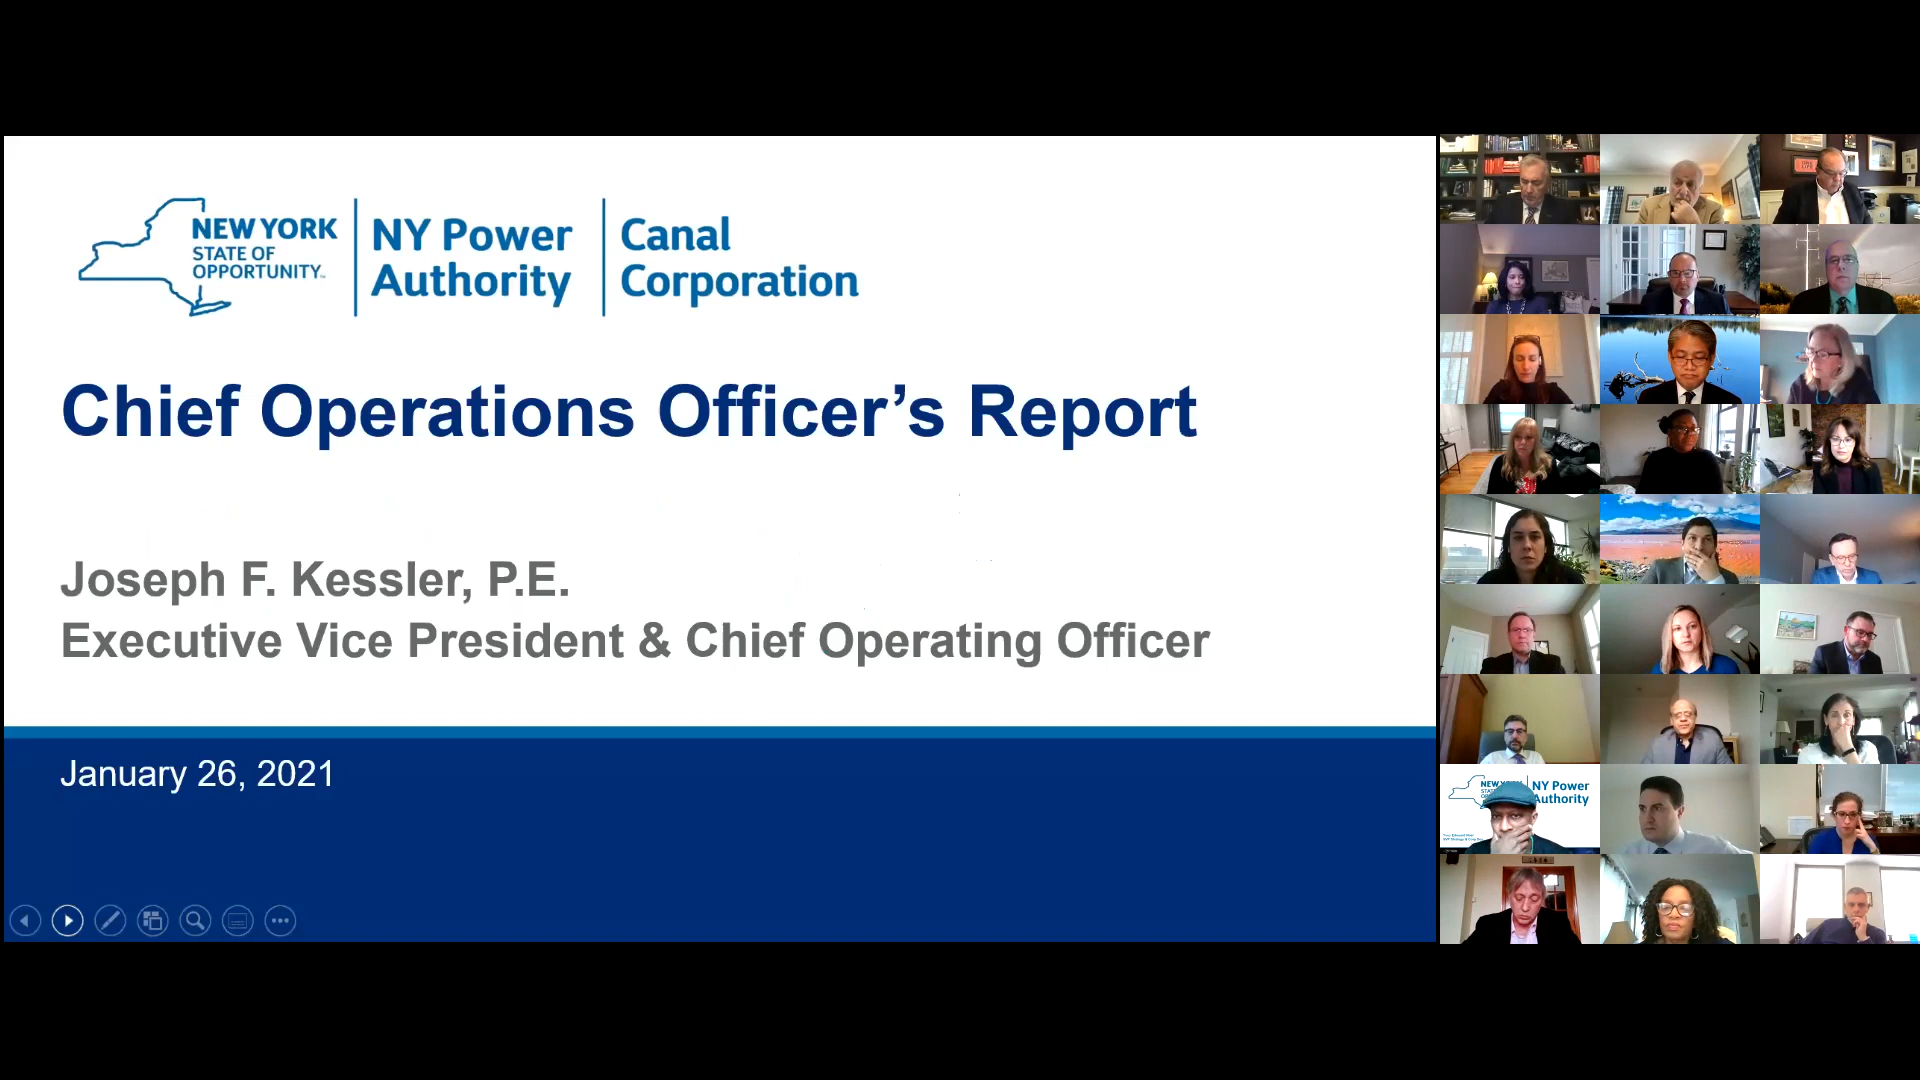 NEW YORK
STATE OF
OPPORTUNITY™
NY Power
Authority
Canal
Corporation
Chief Operations Officer’s Report
Joseph F. Kessler, P.E.
Executive Vice President & Chief Operating Officer
January 26, 2021
NY Power
Authority